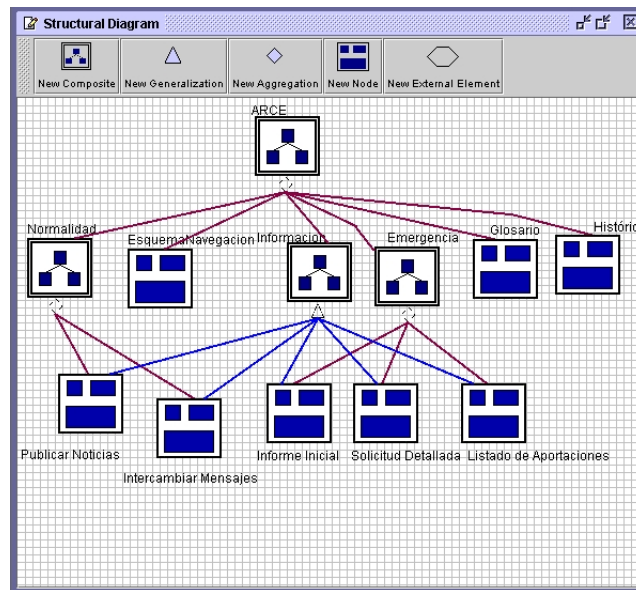 Structural Diagram
New Composite New Generalization New Aggregation New Node New External Element
ARCE
Normalidad
EsquemaNavegacion
Informacion
Emergencia
Glosario
Históric
Publicar Noticias
Intercambiar Mensajes
Informe Inicial
Solicitud Detallada
Listado de Aportaciones